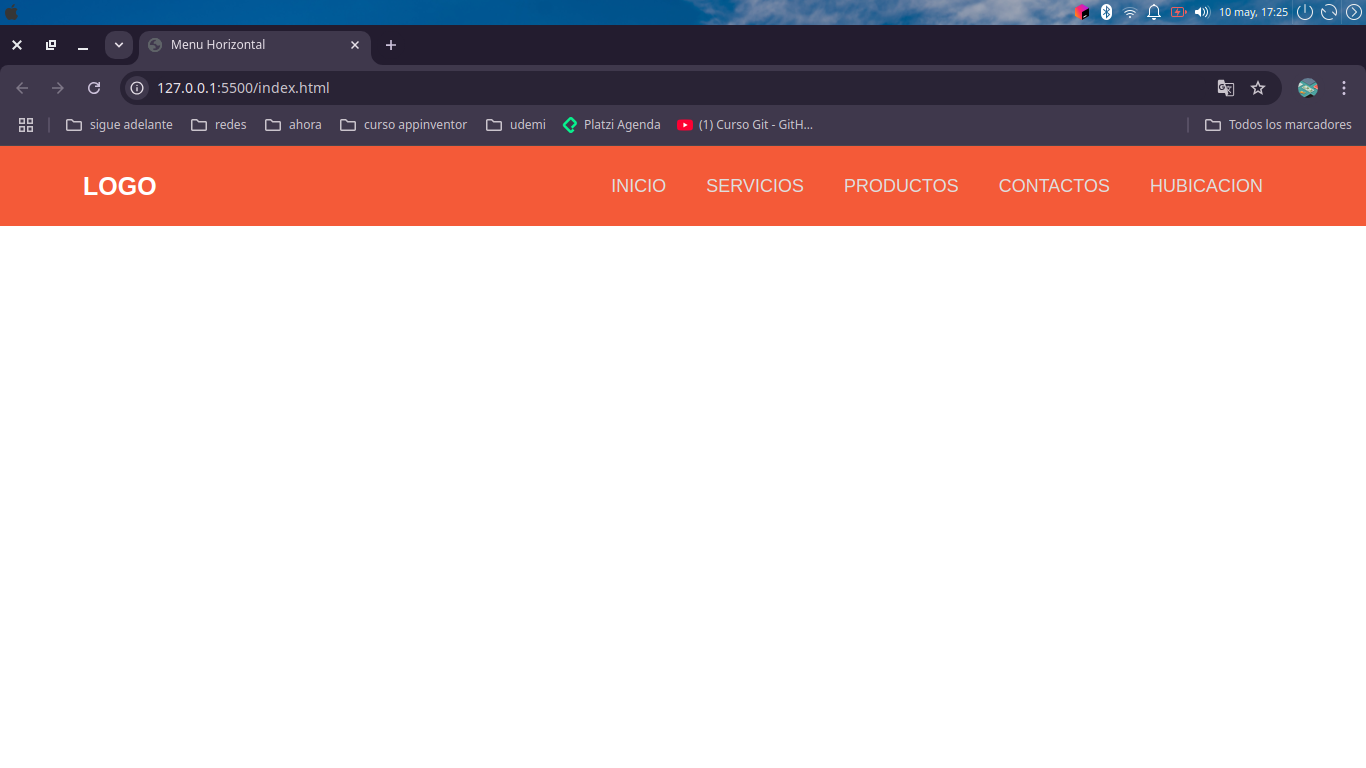 10 may, 17:25
Menu Horizontal
127.0.0.1:5500/index.html
sigue adelante redes ahora curso appinventor udemi Platzi Agenda (1) Curso Git - GitH... Todos los marcadores
LOGO INICIO SERVICIOS PRODUCTOS CONTACTOS HUBICACION